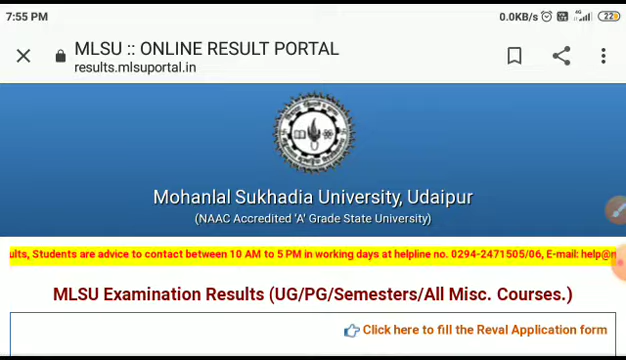 7:55 PM
0.0KB/s 4G 22
MLSU :: ONLINE RESULT PORTAL
results.mlsuportal.in
Mohanlal Sukhadia University, Udaipur
(NAAC Accredited 'A' Grade State University)
ults, Students are advice to contact between 10 AM to 5 PM in working days at helpline no. 0294-2471505/06, E-mail: help@
MLSU Examination Results (UG/PG/Semesters/All Misc. Courses.)
Click here to fill the Reval Application form